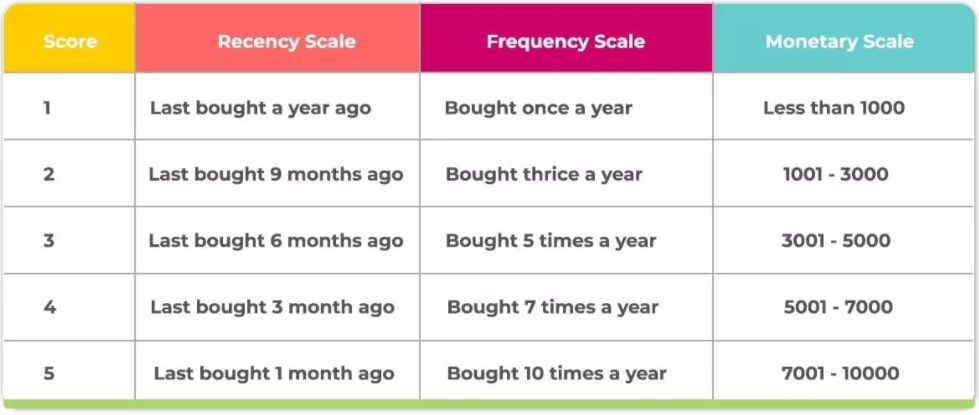 Score Recency Scale Frequency Scale Monetary Scale
1 Last bought a year ago Bought once a year Less than 1000
2 Last bought 9 months ago Bought thrice a year 1001 - 3000
3 Last bought 6 months ago Bought 5 times a year 3001 - 5000
4 Last bought 3 month ago Bought 7 times a year 5001 - 7000
5 Last bought 1 month ago Bought 10 times a year 7001 - 10000